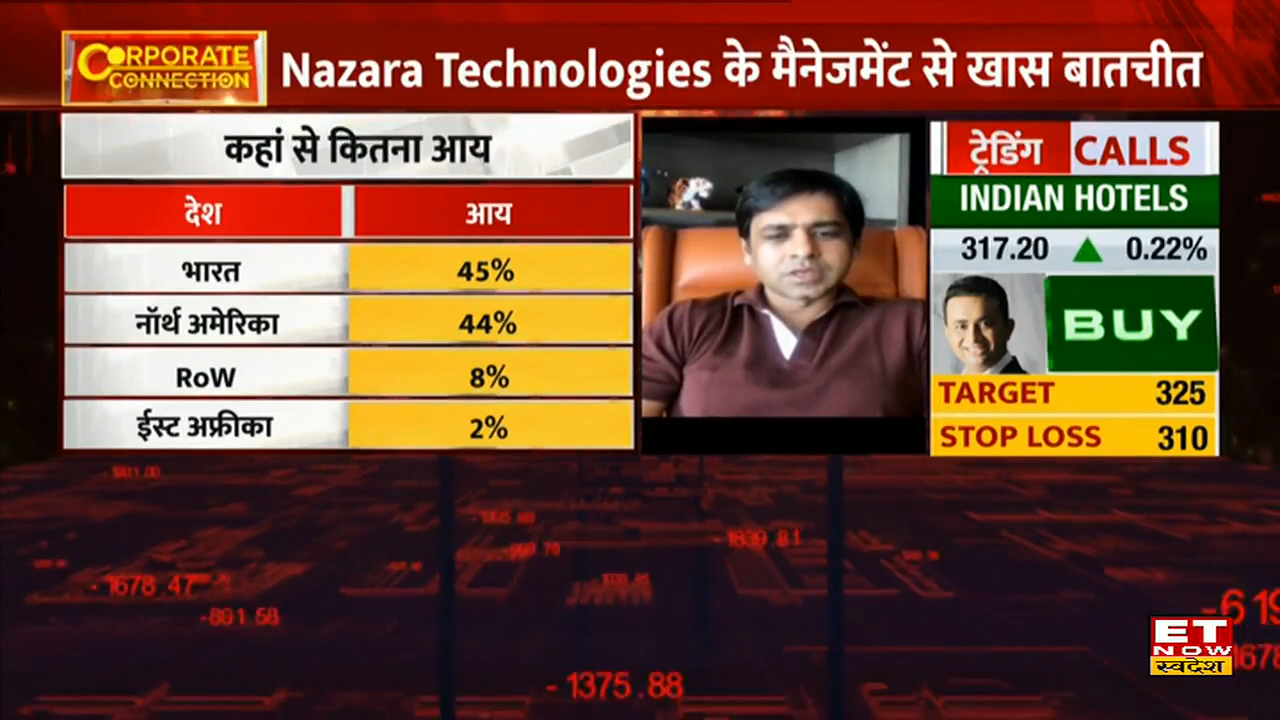 CORPORATE
CONNECTION
Nazara Technologies के मैनेजमेंट से खास बातचीत
कहां से कितना आय
देश आय
भारत 45%
नॉर्थ अमेरिका 44%
RoW 8%
ईस्ट अफ्रीका 2%
ट्रेडिंग CALLS
INDIAN HOTELS
317.20 ▲ 0.22%
BUY
TARGET 325
STOP LOSS 310
-1678.47
-891.58
-1375.88
ET
NOW
स्वदेश